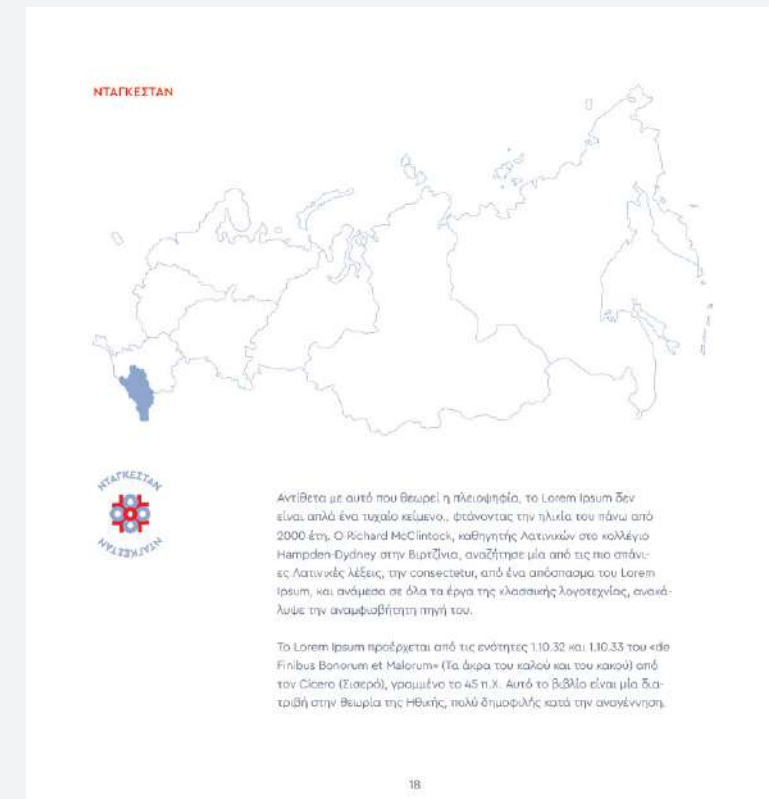 ΝΤΑΓΚΕΣΤΑΝ
ΝΤΑΓΚΕΣΤΑΝ
ΝΤΑΓΚΕΣΤΑΝ
Αντίθετα με αυτό που θεωρεί η πλειοψηφία, το Lorem Ipsum δεν
είναι απλά ένα τυχαίο κείμενο., φτάνοντας την ηλικία του πάνω από
2000 έτη. Ο Richard McClintock, καθηγητής Λατινικών στο κολλέγιο
Hampden-Dydney στην Βιρτζίνια, αναζήτησε μία από τις πιο σπάνι-
ες Λατινικές λέξεις, την consectetur, από ένα απόσπασμα του Lorem
Ipsum, και ανάμεσα σε όλα τα έργα της κλασσικής λογοτεχνίας, ανακά-
λυψε την αναμφισβήτητη πηγή του.
Το Lorem Ipsum προέρχεται από τις ενότητες 1.10.32 και 1.10.33 του «de
Finibus Bonorum et Malorum» (Τα άκρα του καλού και του κακού) από
τον Cicero (Σισερό), γραμμένο το 45 π.Χ. Αυτό το βιβλίο είναι μία δια-
τριβή στην θεωρία της Ηθικής, πολύ δημοφιλής κατά την αναγέννηση.
18